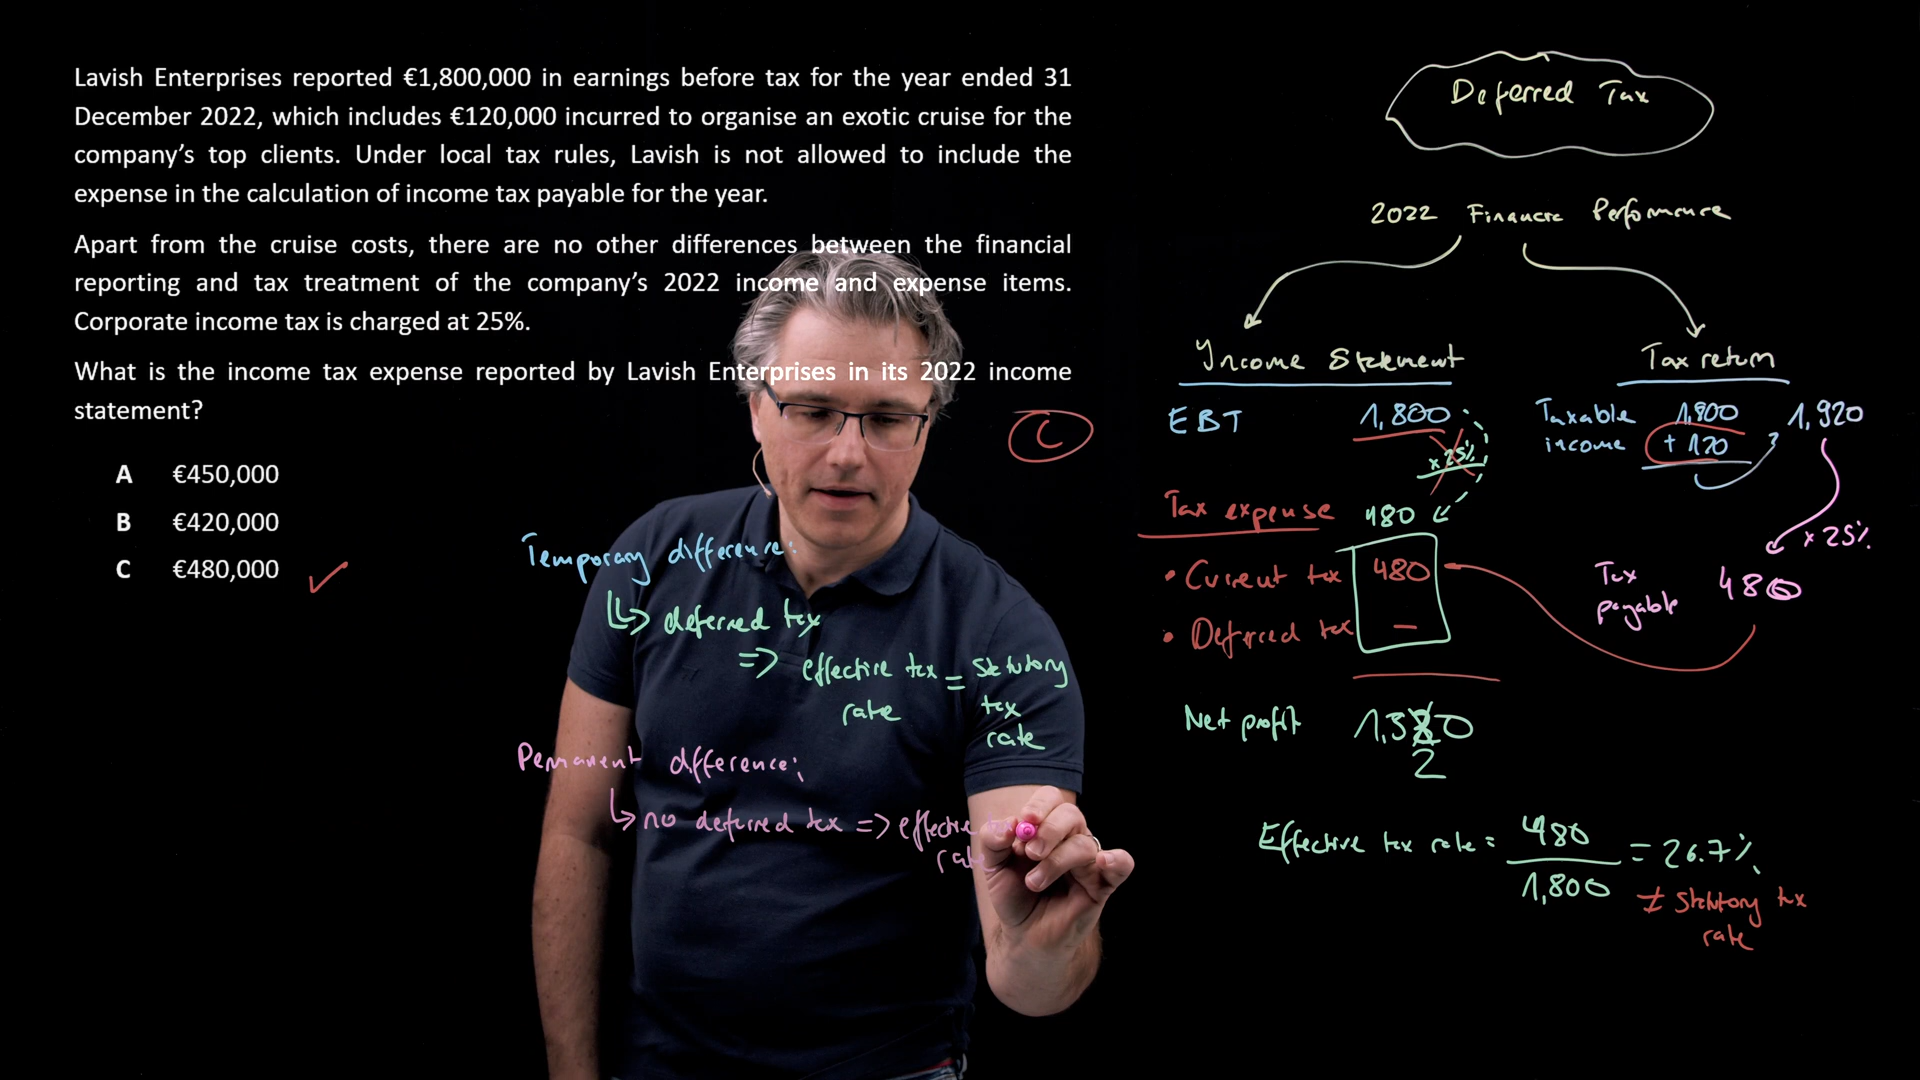 Lavish Enterprises reported €1,800,000 in earnings before tax for the year ended 31
December 2022, which includes €120,000 incurred to organise an exotic cruise for the
company's top clients. Under local tax rules, Lavish is not allowed to include the
expense in the calculation of income tax payable for the year.
Apart from the cruise costs, there are no other differences between the financial
reporting and tax treatment of the company's 2022 income and expense items.
Corporate income tax is charged at 25%.
What is the income tax expense reported by Lavish Enterprises in its 2022 income
statement?
A €450,000
B €420,000
C €480,000
C
Temporary difference:
deferred tax
=> effective tax = statutory
rate tax
rate
Permanent difference:
no deferred tax => effective
rate
Deferred Tax
2022 Performance
Income Statement
EBT 1,800
x 25%
Tax expense 480
• Current tax 480
• Deferred tax –
Net profit 1,3 0
2
Effective tax rate = 480
1,800
= 26.7%
≠ statutory tax
rate
Tax return
Taxable 1,800 1,920
income + 120
x 25%
Tax 480
payable